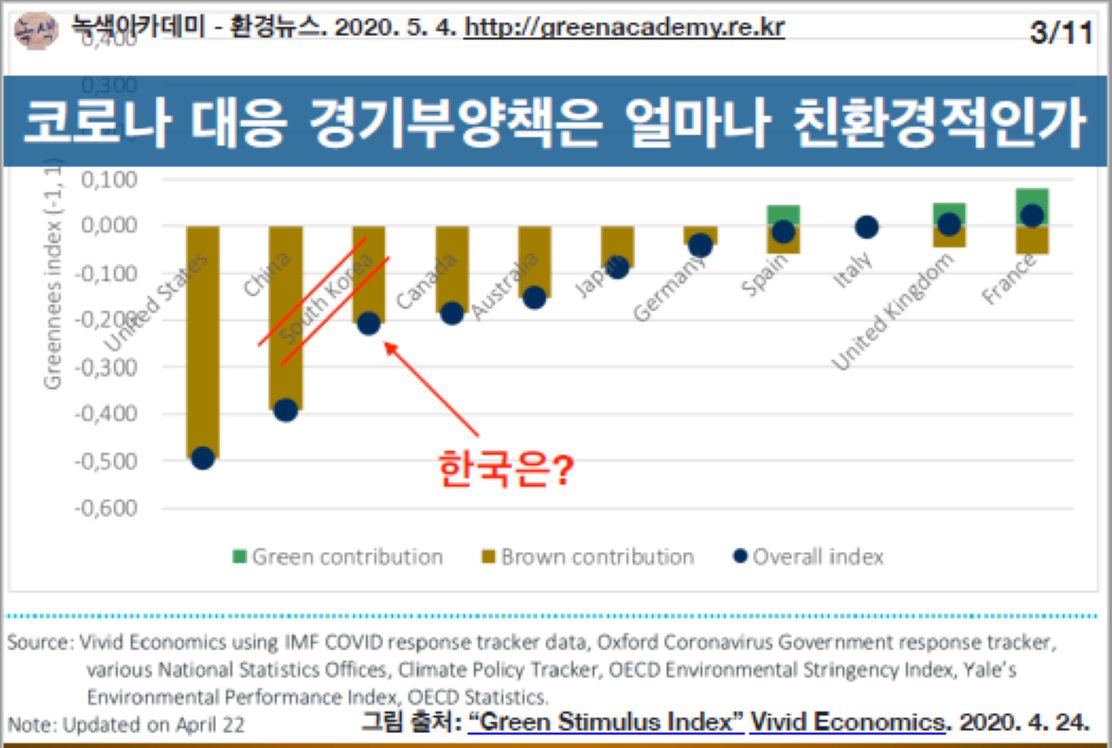 녹색 녹색아카데미 - 환경뉴스. 2020. 5. 4. http://greenacademy.re.kr 3/11
0,400
0,300
코로나 대응 경기부양책은 얼마나 친환경적인가
Greennees index (-1, 1)
0,100
0,000
-0,100
-0,200
-0,300
-0,400
-0,500
-0,600
United States
China
South Korea
Canada
Australia
Japan
Germany
Spain
Italy
United Kingdom
France
한국은?
Green contribution Brown contribution Overall index
Source: Vivid Economics using IMF COVID response tracker data, Oxford Coronavirus Government response tracker,
various National Statistics Offices, Climate Policy Tracker, OECD Environmental Stringency Index, Yale's
Environmental Performance Index, OECD Statistics.
Note: Updated on April 22 그림 출처: “Green Stimulus Index” Vivid Economics. 2020. 4. 24.